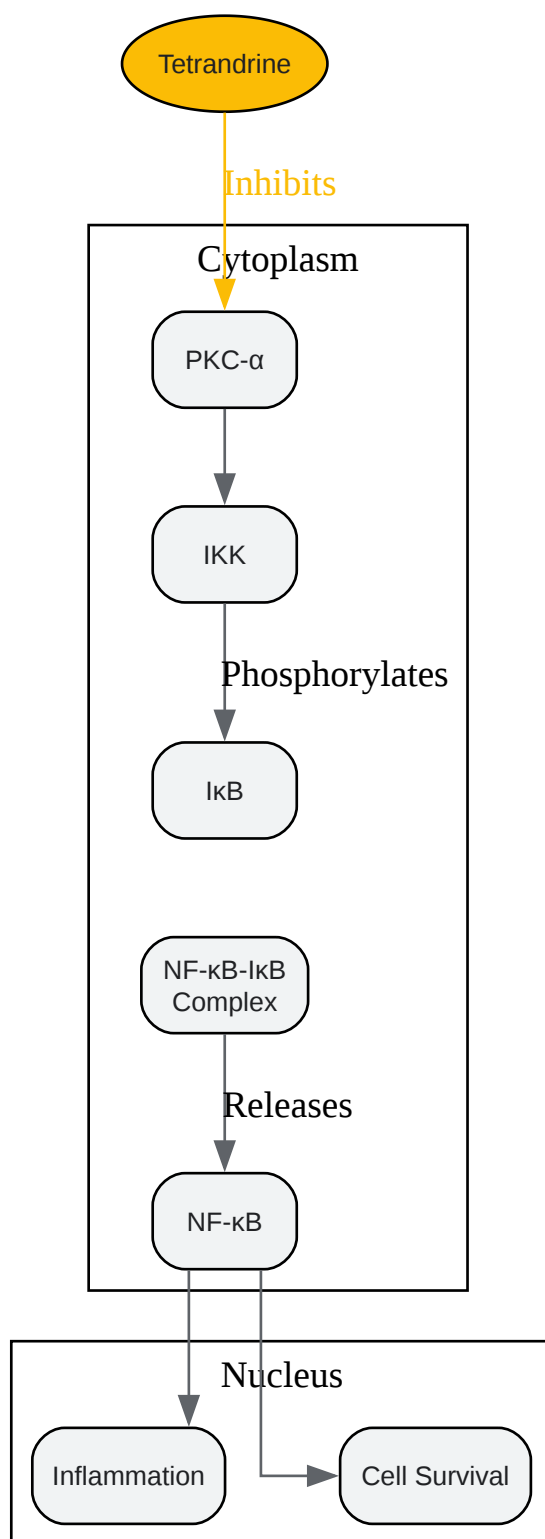 Tetrandrine
Inhibits
Cytoplasm
PKC-α
IKK
Phosphorylates
IκB
NF-κB-IκB
Complex
Releases
NF-κB
Nucleus
Inflammation
Cell Survival